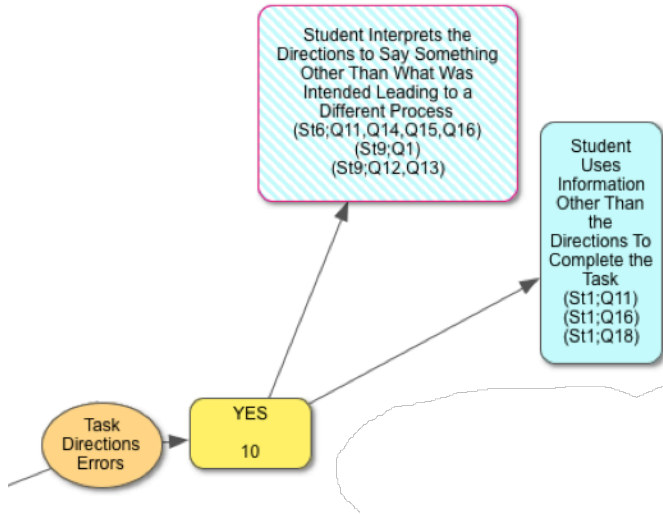 Student Interprets the
Directions to Say Something
Other Than What Was
Intended Leading to a
Different Process
(St6;Q11,Q14,Q15,Q16)
(St9;Q1)
(St9;Q12,Q13)
Student
Uses
Information
Other Than
the
Directions To
Complete the
Task
(St1;Q11)
(St1;Q16)
(St1;Q18)
Task
Directions
Errors
YES
10